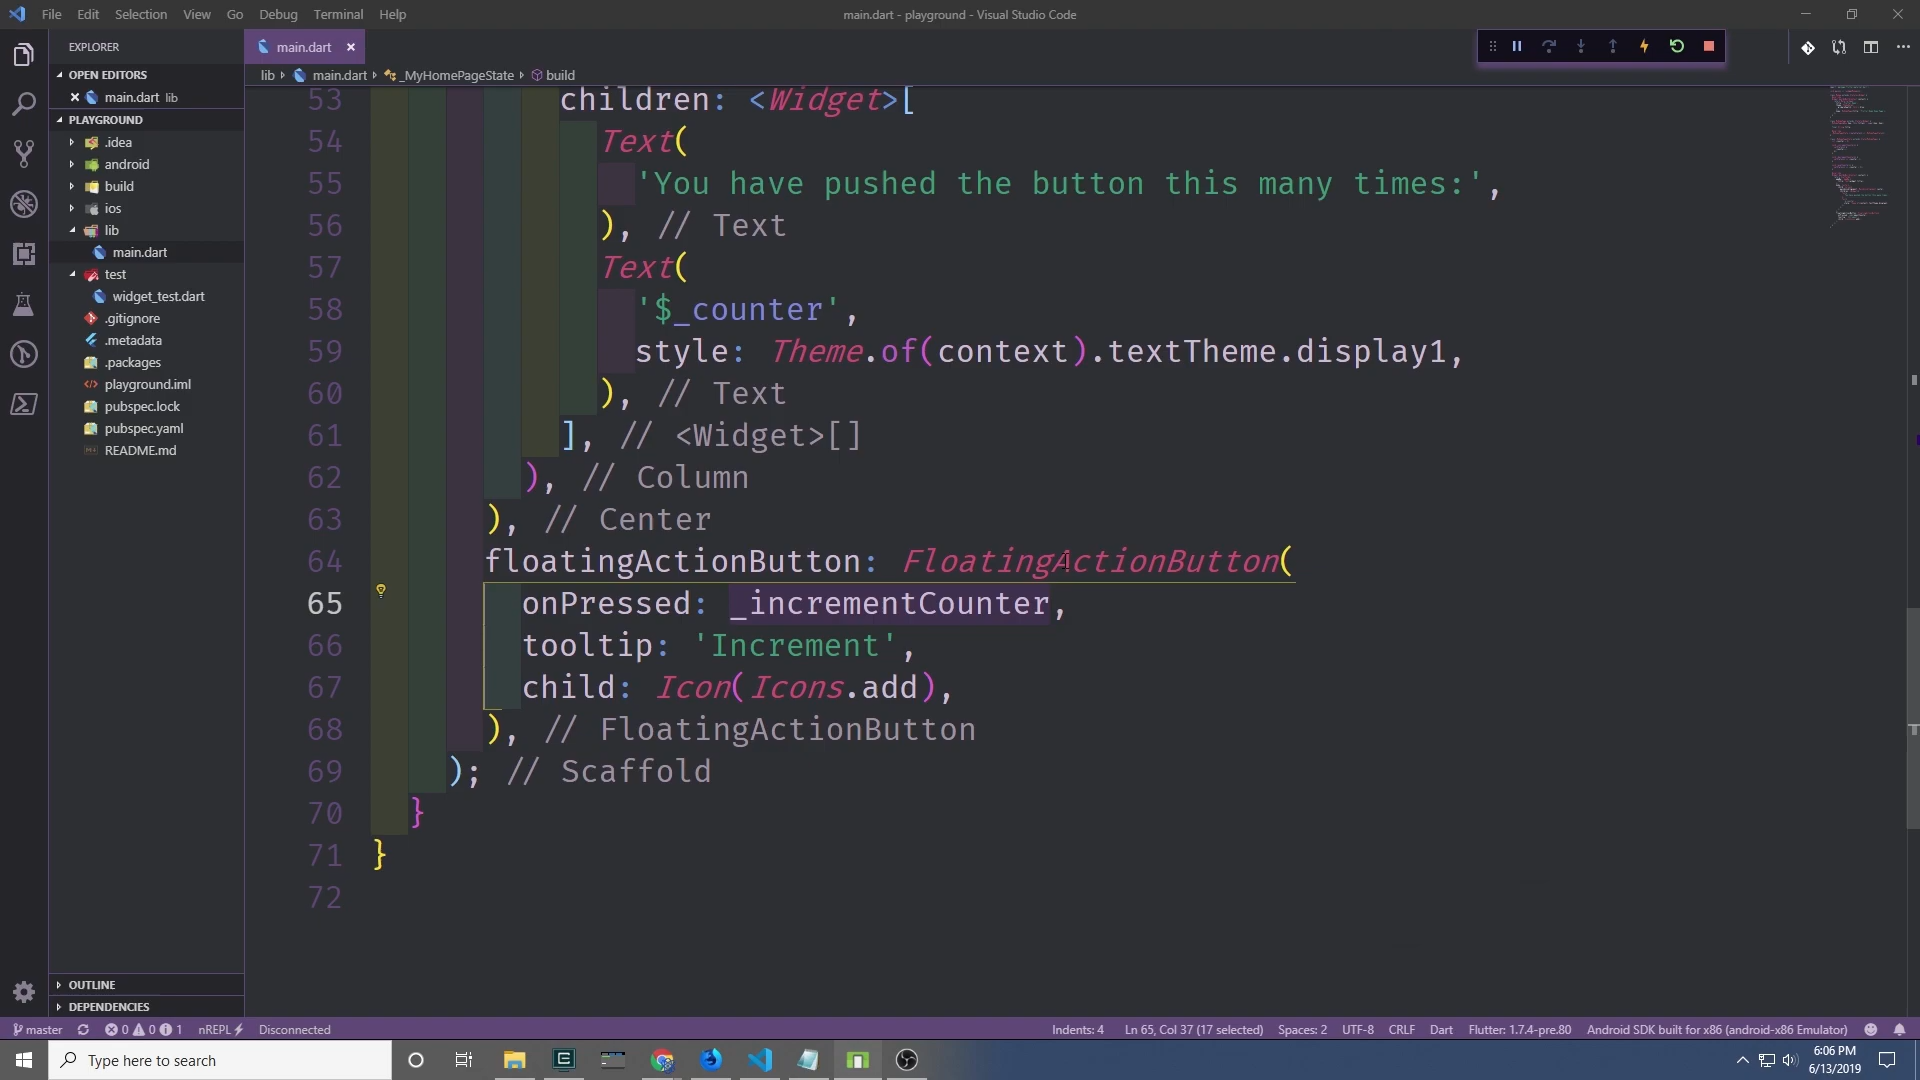 File Edit Selection View Go Debug Terminal Help
main.dart - playground - Visual Studio Code
EXPLORER
OPEN EDITORS
main.dart lib
PLAYGROUND
.idea
android
build
ios
lib
main.dart
test
widget_test.dart
.gitignore
.metadata
.packages
playground.iml
pubspec.lock
pubspec.yaml
README.md
OUTLINE
DEPENDENCIES
main.dart
lib main.dart _MyHomePageState build
53 children: <Widget>[
54 Text(
55 'You have pushed the button this many times:',
56 ), // Text
57 Text(
58 '$_counter',
59 style: Theme.of(context).textTheme.display1,
60 ), // Text
61 ], // <Widget>[]
62 ), // Column
63 ), // Center
64 floatingActionButton: FloatingActionButton(
65 onPressed: _incrementCounter,
66 tooltip: 'Increment',
67 child: Icon(Icons.add),
68 ), // FloatingActionButton
69 ); // Scaffold
70 }
71 }
72
master 0 0 1 nREPL Disconnected Indents: 4 Ln 65, Col 37 (17 selected) Spaces: 2 UTF-8 CRLF Dart Flutter: 1.7.4-pre.80 Android SDK built for x86 (android-x86 Emulator)
Type here to search
6:06 PM
6/13/2019